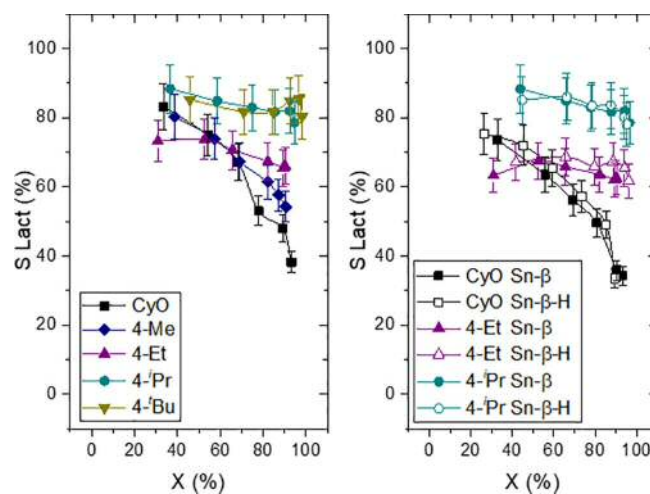 S Lact (%)
100
80
60
40
20
0
CyO
4-Me
4-Et
4-ⁱPr
4-ᵗBu
0 20 40 60 80 100
X (%)
S Lact (%)
100
80
60
40
20
0
CyO Sn-β
CyO Sn-β-H
4-Et Sn-β
4-Et Sn-β-H
4-ⁱPr Sn-β
4-ⁱPr Sn-β-H
0 20 40 60 80 100
X (%)